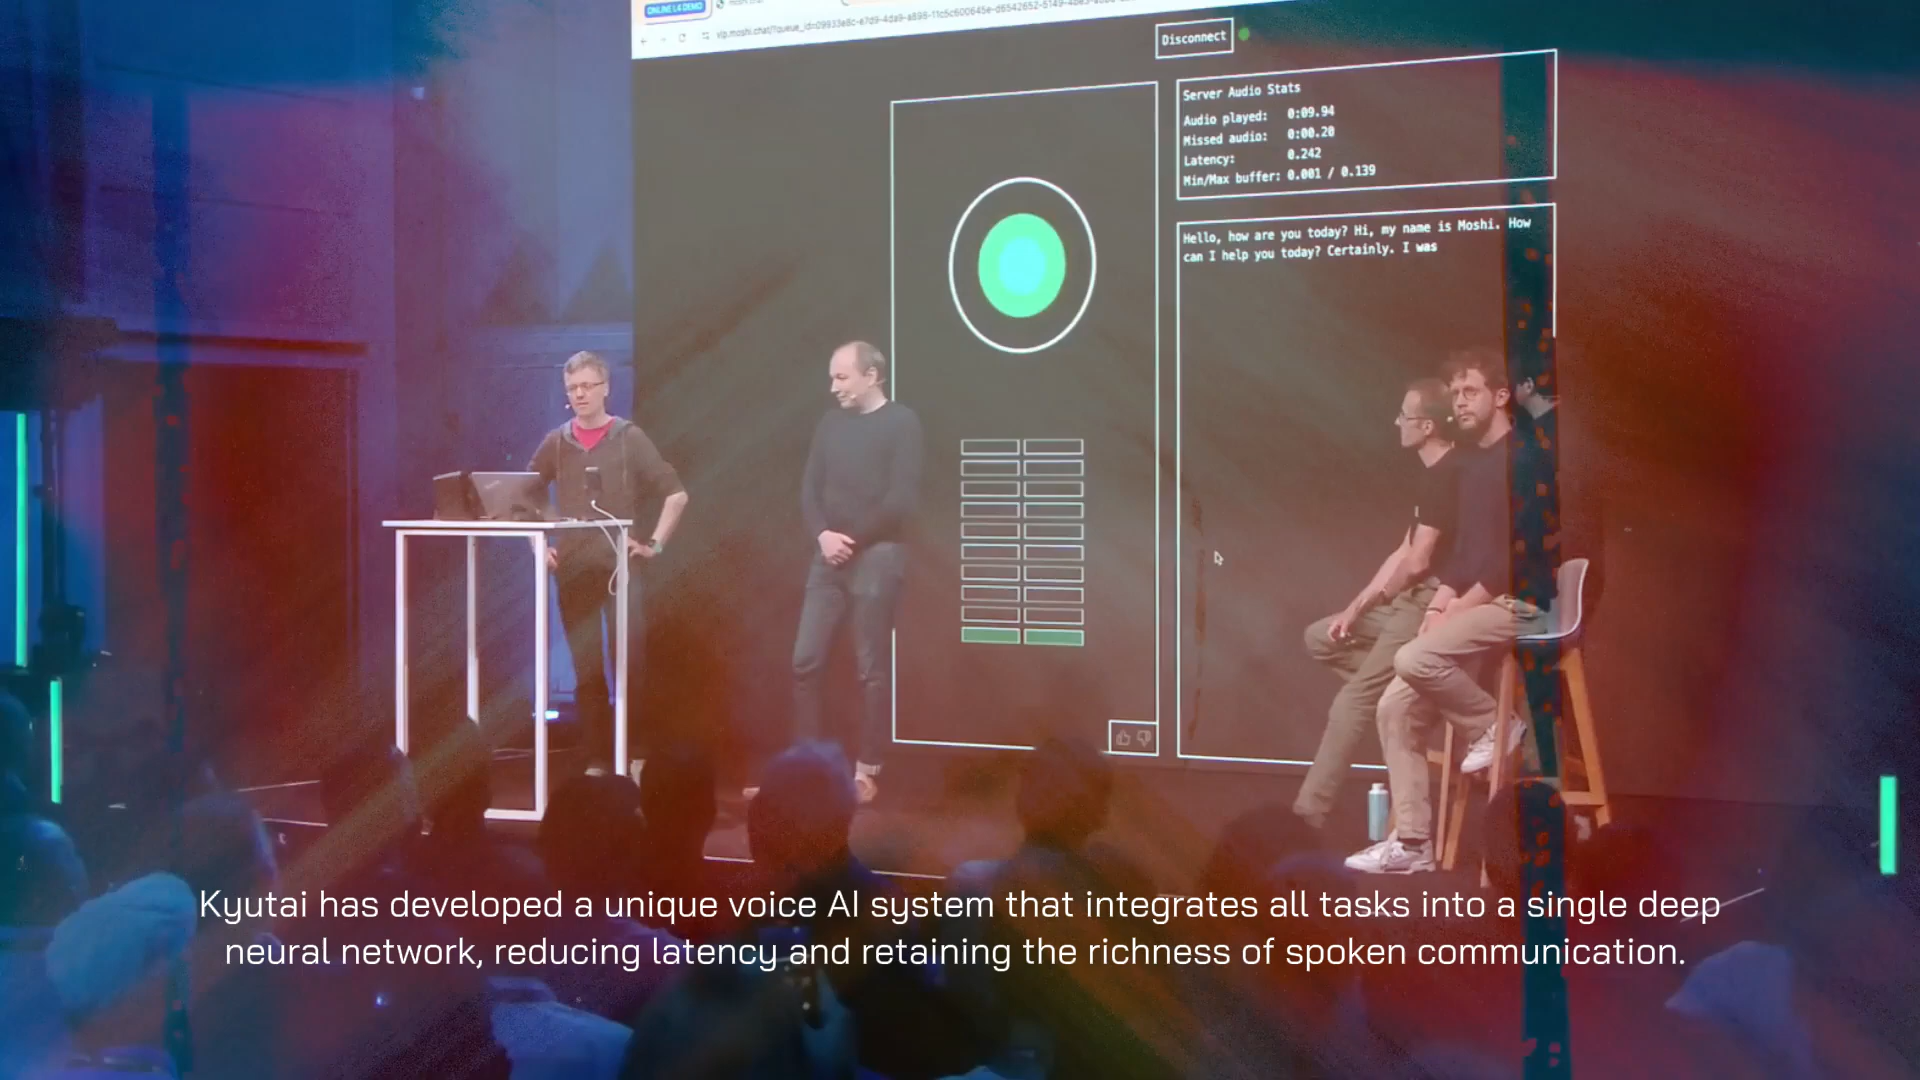 ONLINE L4 DEMO
Disconnect
Server Audio Stats
Audio played: 0:09.94
Missed audio: 0:00.20
Latency: 0.242
Min/Max buffer: 0.001 / 0.139
Hello, how are you today? Hi, my name is Moshi. How
can I help you today? Certainly. I was
Kyutai has developed a unique voice AI system that integrates all tasks into a single deep
neural network, reducing latency and retaining the richness of spoken communication.